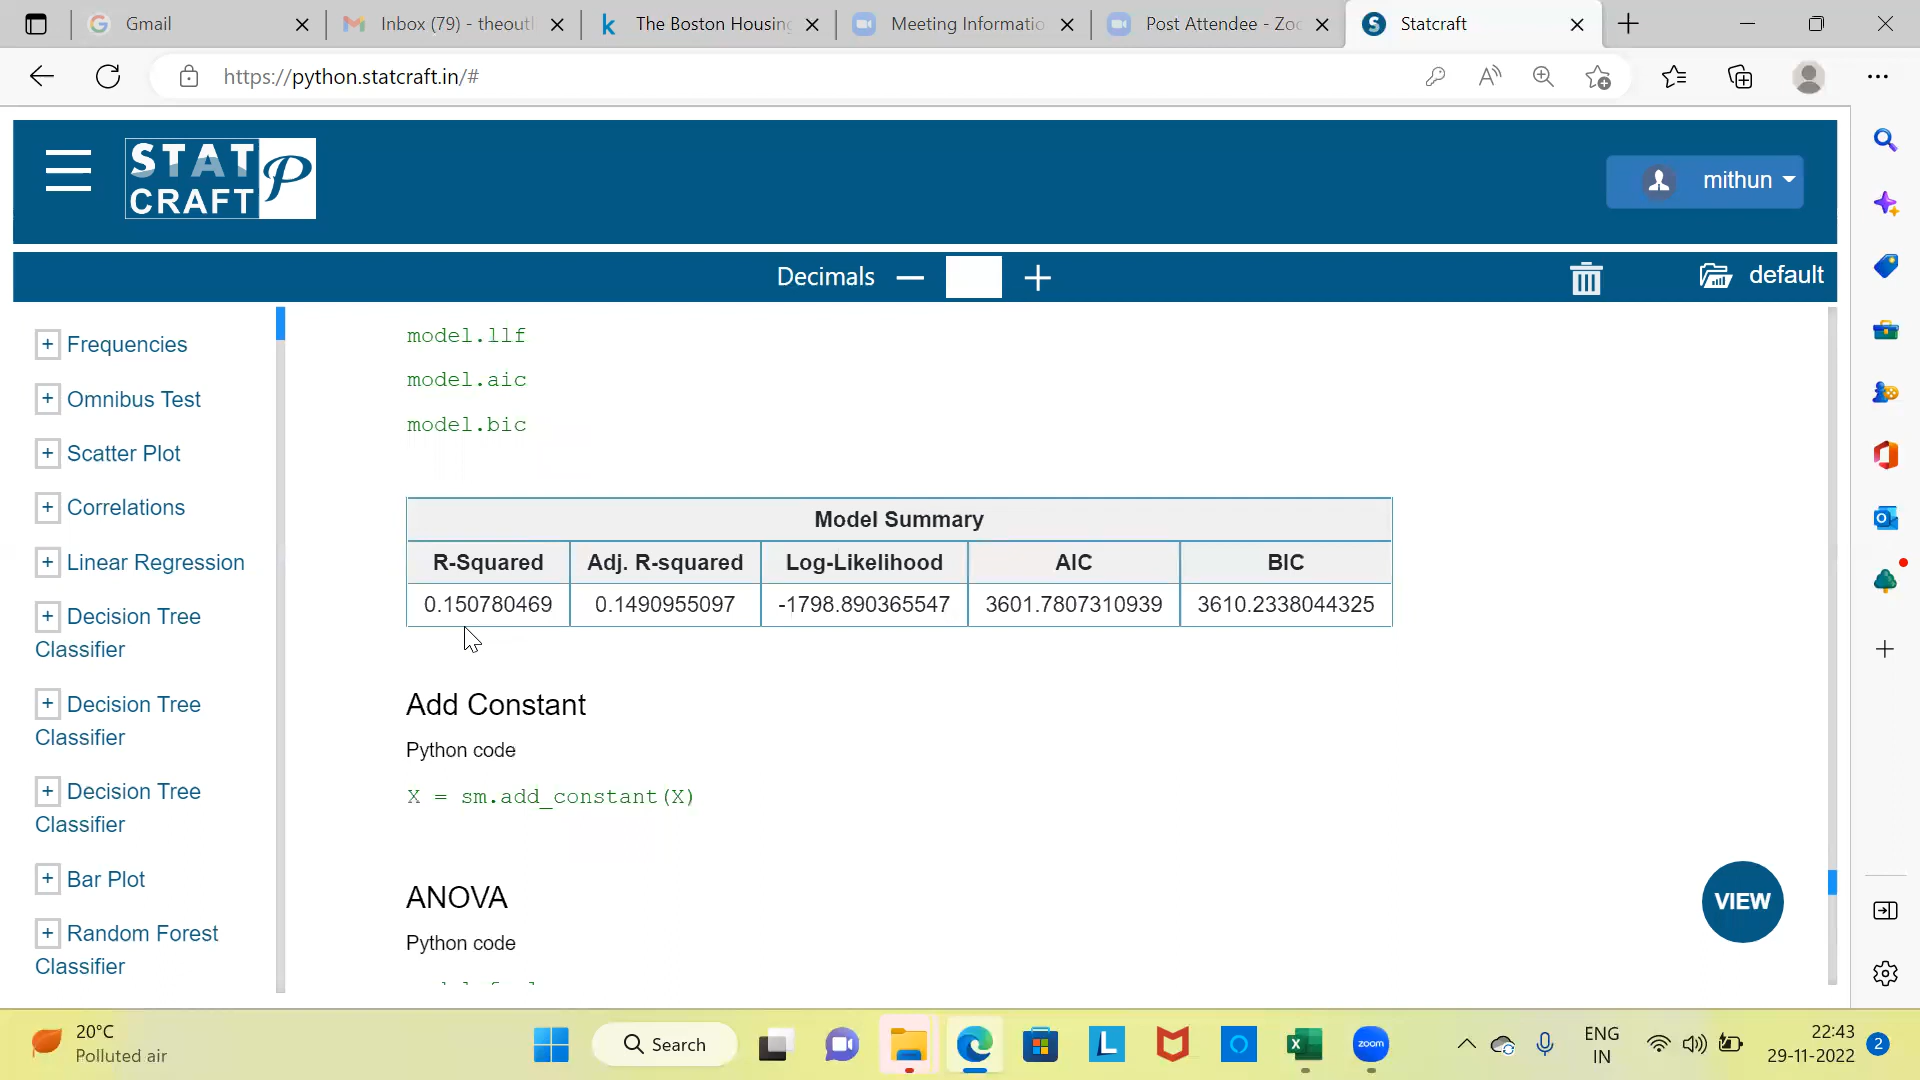 Gmail
Inbox (79) - theoutl
The Boston Housing
Meeting Informatio
Post Attendee - Zoo
Statcraft
https://python.statcraft.in/#
STAT
CRAFT
P
mithun
Decimals
default
Frequencies
Omnibus Test
Scatter Plot
Correlations
Linear Regression
Decision Tree
Classifier
Decision Tree
Classifier
Decision Tree
Classifier
Bar Plot
Random Forest
Classifier
model.llf
model.aic
model.bic
Model Summary
R-Squared Adj. R-squared Log-Likelihood AIC BIC
0.150780469 0.1490955097 -1798.890365547 3601.7807310939 3610.2338044325
Add Constant
Python code
X = sm.add_constant(X)
ANOVA
Python code
VIEW
20°C
Polluted air
Search
zoom
ENG
IN
22:43
29-11-2022
2